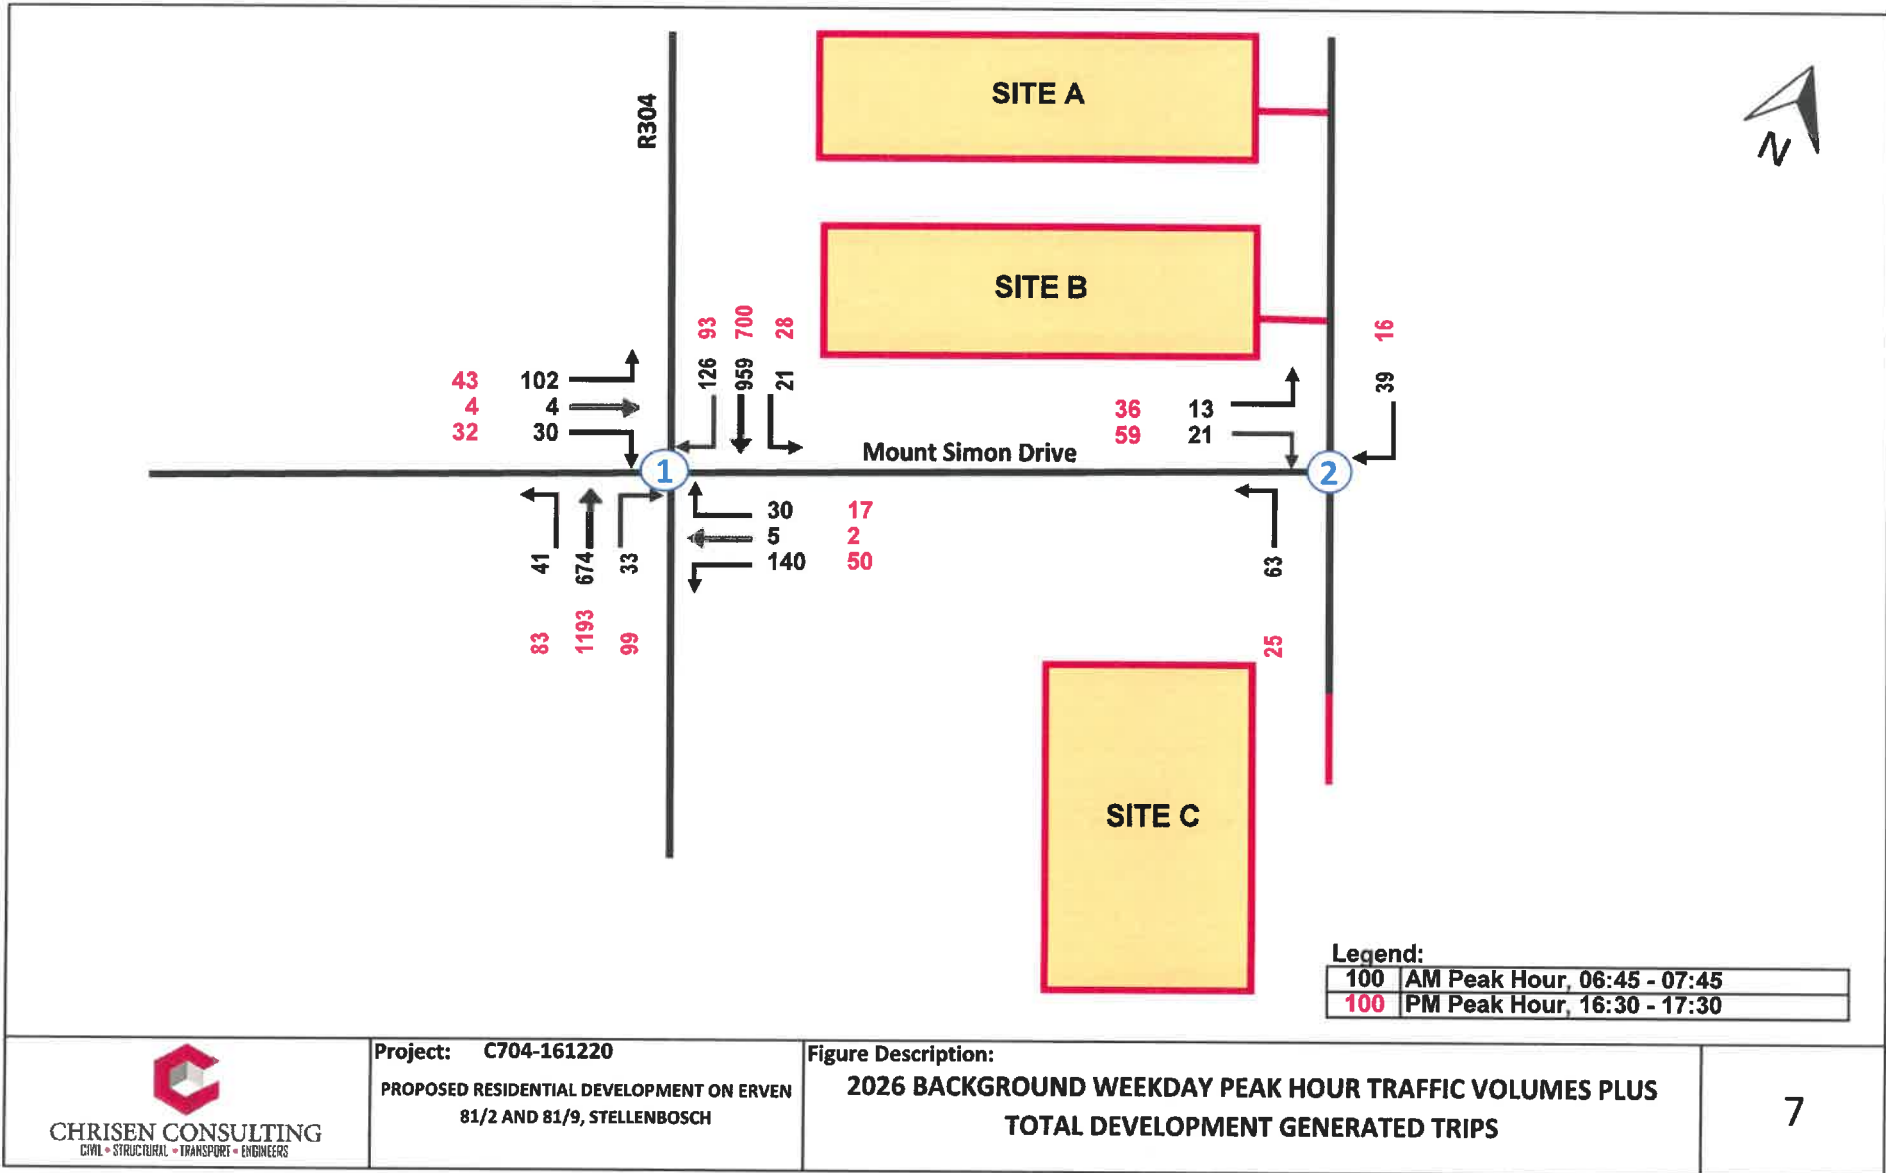 SITE A
R304
N
SITE B
93 700 28
126 959 21
16
39
43 102
4 4
32 30
36 13
59 21
Mount Simon Drive
1
2
30 17
5 2
140 50
41 674 33
83 1193 99
63
25
SITE C
Legend:
100 AM Peak Hour, 06:45 - 07:45
100 PM Peak Hour, 16:30 - 17:30
CHRISEN CONSULTING
CIVIL • STRUCTURAL • TRANSPORT • ENGINEERS
Project: C704-161220
PROPOSED RESIDENTIAL DEVELOPMENT ON ERVEN
81/2 AND 81/9, STELLENBOSCH
Figure Description:
2026 BACKGROUND WEEKDAY PEAK HOUR TRAFFIC VOLUMES PLUS
TOTAL DEVELOPMENT GENERATED TRIPS
7